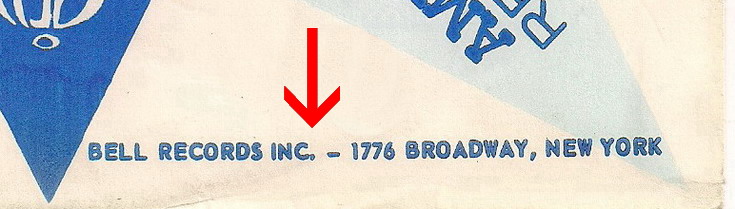 BELL RECORDS INC. – 1776 BROADWAY, NEW YORK